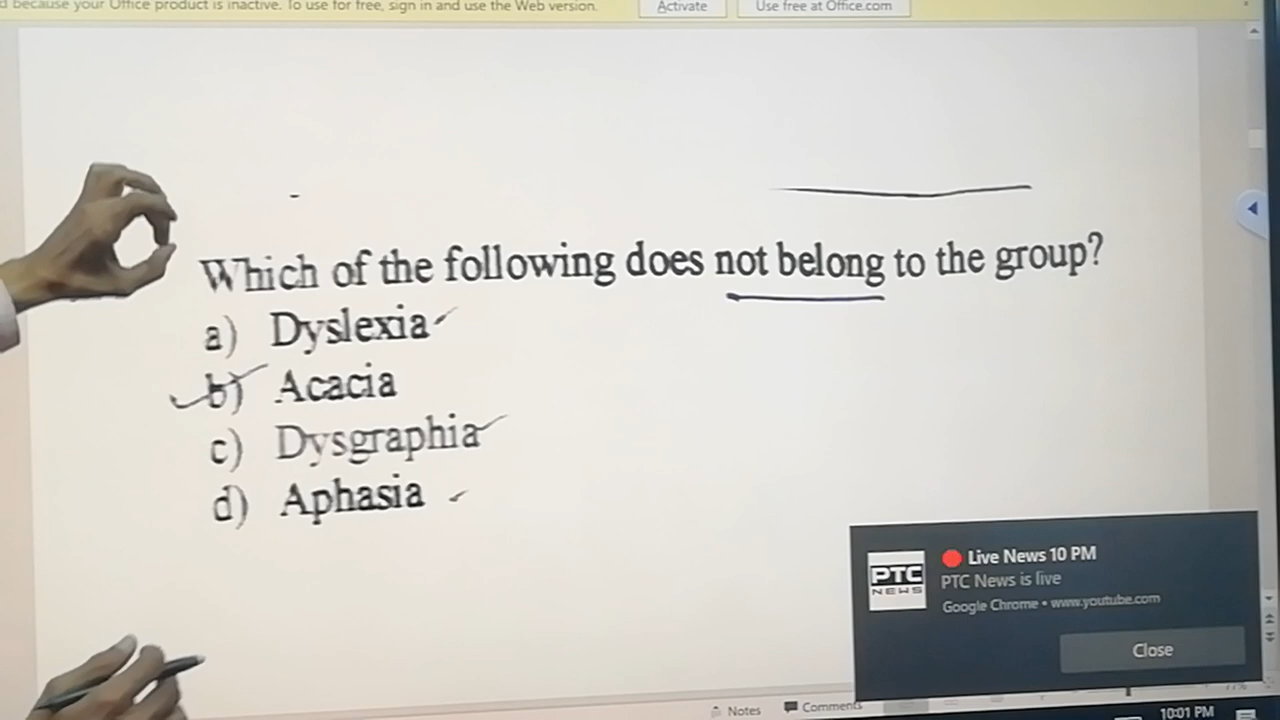 d because your Office product is inactive. To use for free, sign in and use the Web version.
Activate
Use free at Office.com
Which of the following does not belong to the group?
a) Dyslexia
b) Acacia
c) Dysgraphia
d) Aphasia
PTC
NEWS
Live News 10 PM
PTC News is live
Google Chrome • www.youtube.com
Close
Notes
Comments
10:01 PM